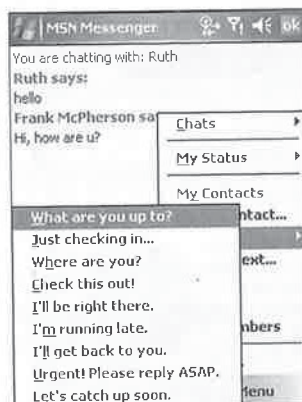 MSN Messenger ok
You are chatting with: Ruth
Ruth says:
hello
Frank McPherson sa
Hi, how are u?
Chats
My Status
My Contacts
ntact...
ext...
mbers
Menu
What are you up to?
Just checking in...
Where are you?
Check this out!
I'll be right there.
I'm running late.
I'll get back to you.
Urgent! Please reply ASAP.
Let's catch up soon.